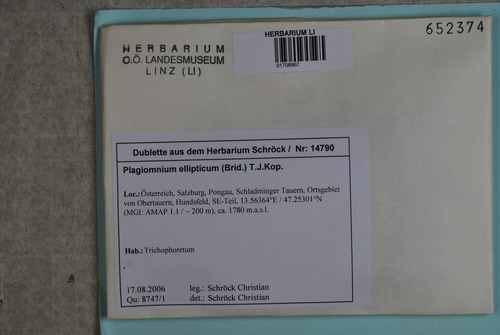 652374
HERBARIUM
O.Ö. LANDESMUSEUM
LINZ (LI)
HERBARIUM LI
01708967
Dublette aus dem Herbarium Schröck / Nr: 14790
Plagiomnium ellipticum (Brid.) T.J.Kop.
Loc.:Österreich, Salzburg, Pongau, Schladminger Tauern, Ortsgebiet
von Obertauern, Hundsfeld, SE-Teil, 13.56364°E / 47.25301°N
(MGI: AMAP 1.1 / ~ 200 m), ca. 1780 m.a.s.l.
Hab.: Trichophoretum
17.08.2006 leg.: Schröck Christian
Qu: 8747/1 det.: Schröck Christian